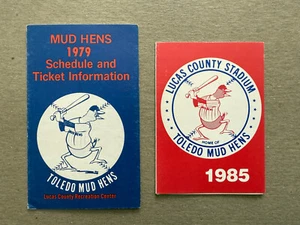 MUD HENS
1979
Schedule and
Ticket Information
TOLEDO MUD HENS
Lucas County Recreation Center
LUCAS COUNTY STADIUM
HOME OF
TOLEDO MUD HENS
1985